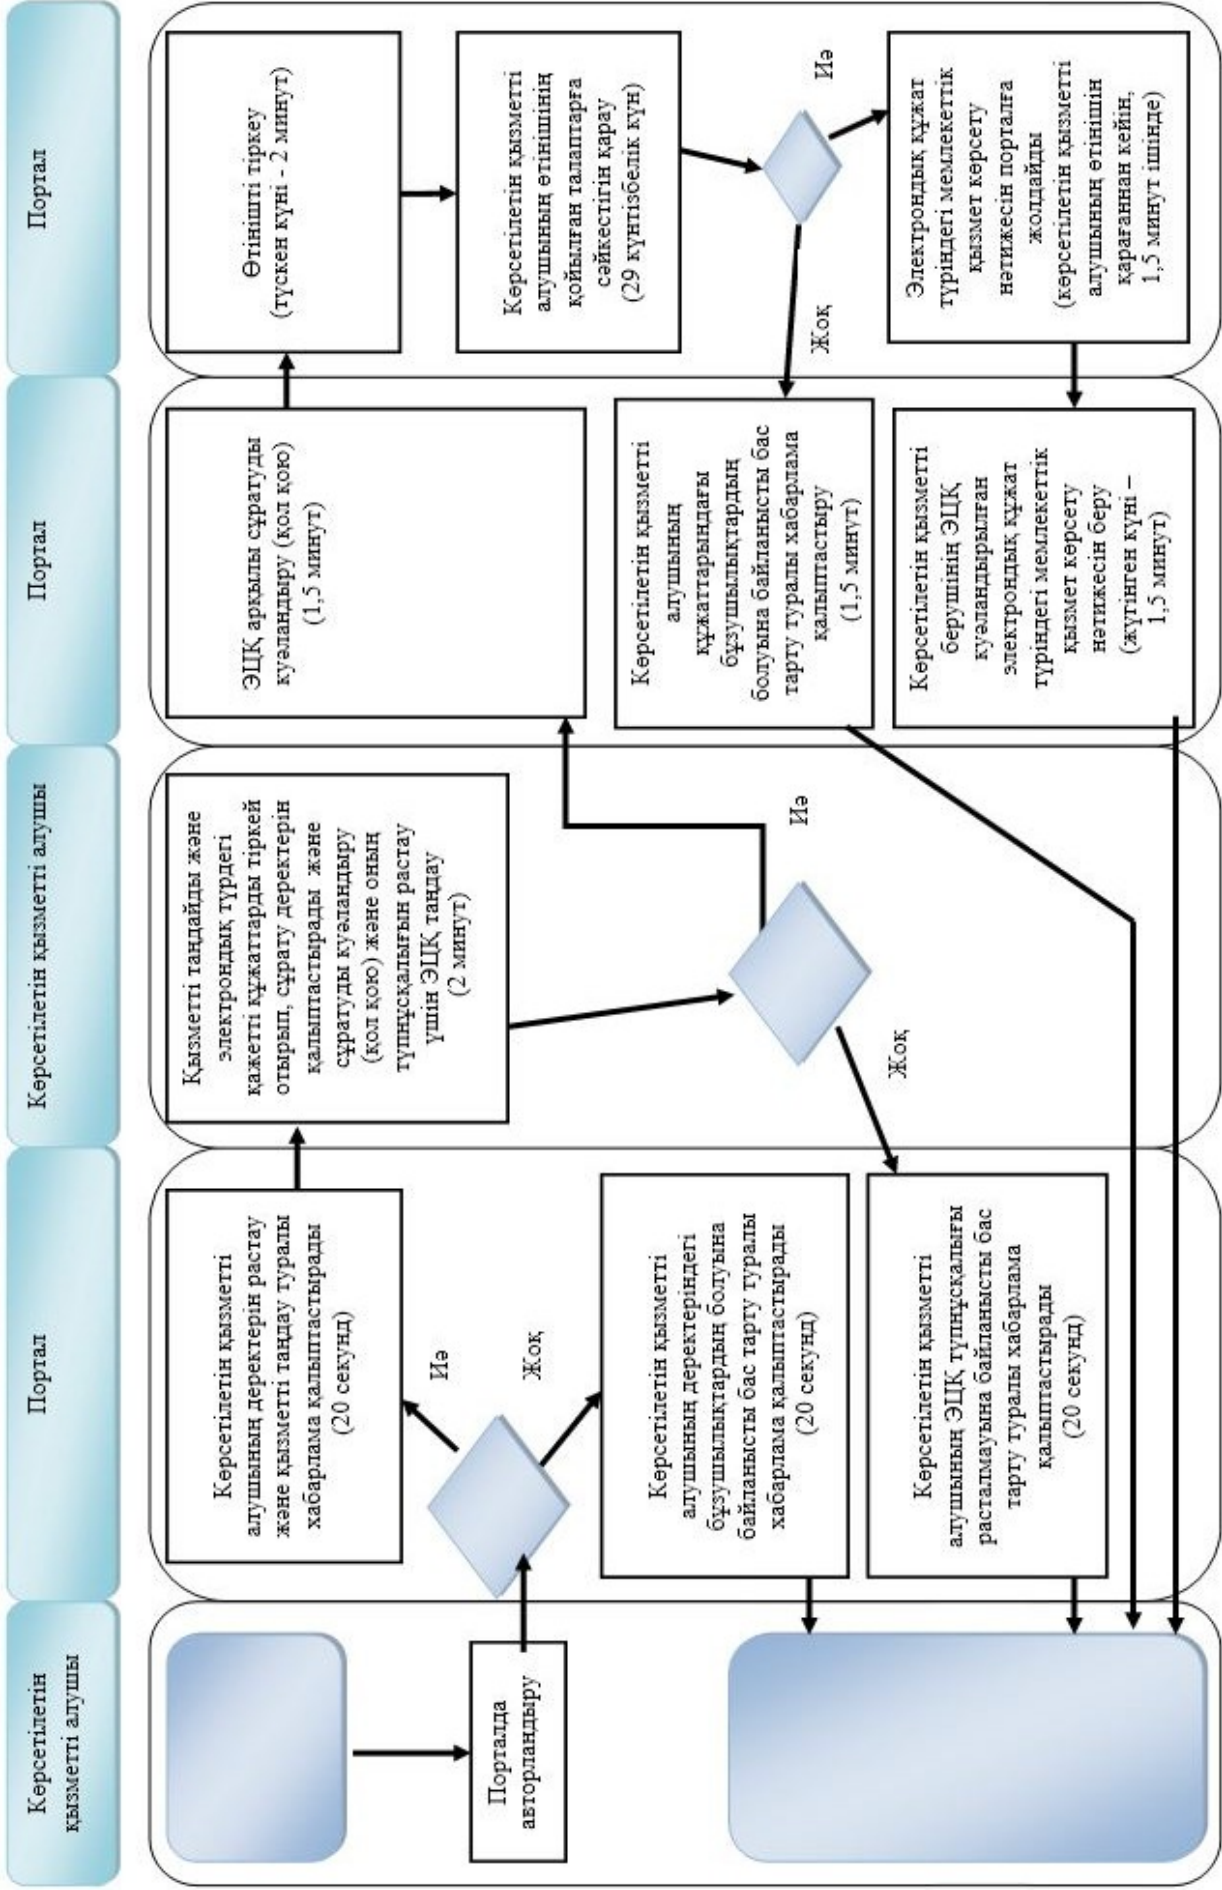 Көрсетілетін
қызметті алушы
Портал
Көрсетілетін қызметті алушы
Портал
Портал
Порталда
авторландыру
Көрсетілетін қызметті
алушының деректерін растау
және қызметті таңдау туралы
хабарлама қалыптастырады
(20 секунд)
Иә
Жоқ
Көрсетілетін қызметті
алушының деректеріндегі
бұзушылықтардың болуына
байланысты бас тарту туралы
хабарлама қалыптастырады
(20 секунд)
Көрсетілетін қызметті
алушының ЭЦҚ түпнұсқалығы
расталмауына байланысты бас
тарту туралы хабарлама
қалыптастырады
(20 секунд)
Қызметті таңдайды және
электрондық түрдегі
қажетті құжаттарды тіркей
отырып, сұрату деректерін
қалыптастырады және
сұратуды куәландыру
(қол қою) және оның
түпнұсқалығын растау
үшін ЭЦҚ таңдау
(2 минут)
Иә
Жоқ
ЭЦҚ арқылы сұратуды
куәландыру (қол қою)
(1,5 минут)
Көрсетілетін қызметті
алушының
құжаттарындағы
бұзушылықтардың
болуына байланысты бас
тарту туралы хабарлама
қалыптастыру
(1,5 минут)
Көрсетілетін қызметті
берушінің ЭЦҚ
куәландырылған
электрондық құжат
түріндегі мемлекеттік
қызмет көрсету
нәтижесін беру
(жүгінген күні –
1,5 минут)
Өтінішті тіркеу
(түскен күні - 2 минут)
Көрсетілетін қызметті
алушының өтінішінің
қойылған талаптарға
сәйкестігін қарау
(29 күнтізбелік күн)
Иә
Жоқ
Электрондық құжат
түріндегі мемлекеттік
қызмет көрсету
нәтижесін порталға
жолдайды
(көрсетілетін қызметті
алушының өтінішін
қарағаннан кейін,
1,5 минут ішінде)